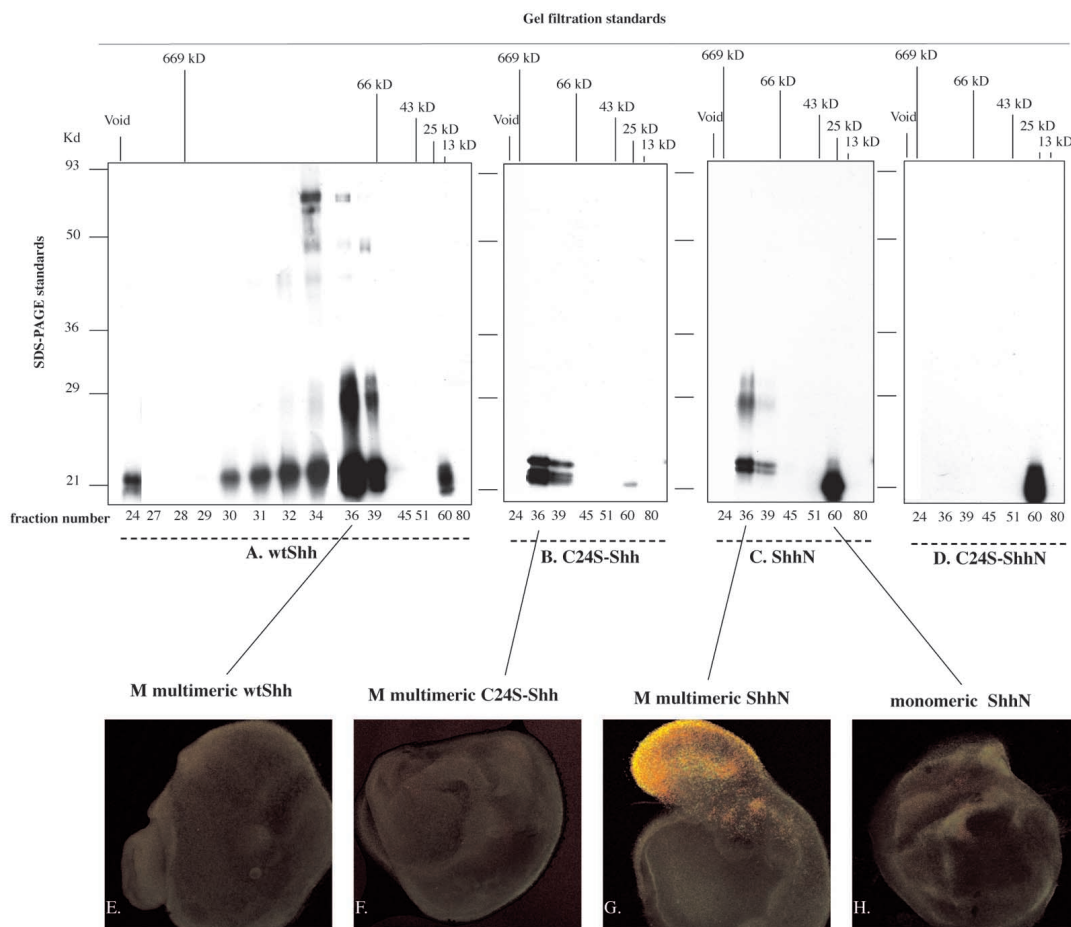 Gel filtration standards
669 kD 669 kD 669 kD 669 kD
66 kD 66 kD 66 kD 66 kD
43 kD 43 kD 43 kD 43 kD
Void Void Void Void
25 kD 25 kD 25 kD 25 kD
Kd 13 kD 13 kD 13 kD 13 kD
93
50
36
29
21
SDS-PAGE standards
fraction number 24 27 28 29 30 31 32 34 36 39 45 51 60 80 24 36 39 45 51 60 80 24 36 39 45 51 60 80 24 36 39 45 51 60 80
A. wtShh B. C24S-Shh C. ShhN D. C24S-ShhN
M multimeric wtShh M multimeric C24S-Shh M multimeric ShhN monomeric ShhN
E. F. G. H.